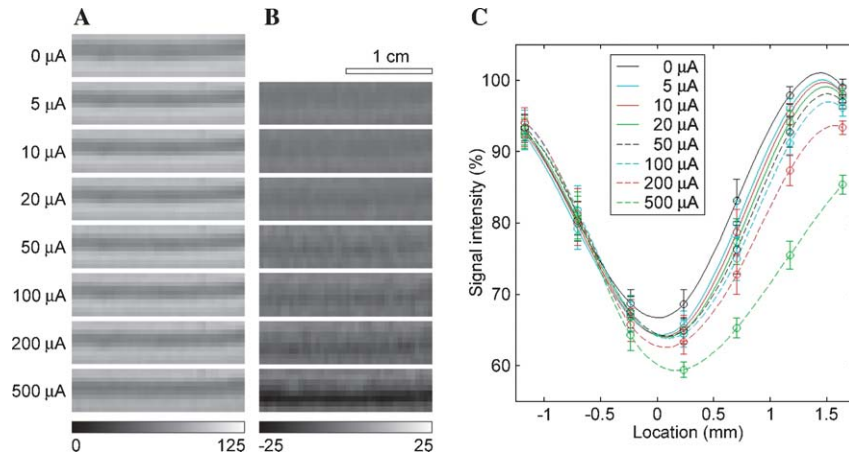 A
B
C
1 cm
0 µA
5 µA
10 µA
20 µA
50 µA
100 µA
200 µA
500 µA
0 125
-25 25
Signal intensity (%)
100
90
80
70
60
0 µA
5 µA
10 µA
20 µA
50 µA
100 µA
200 µA
500 µA
-1 -0.5 0 0.5 1 1.5
Location (mm)